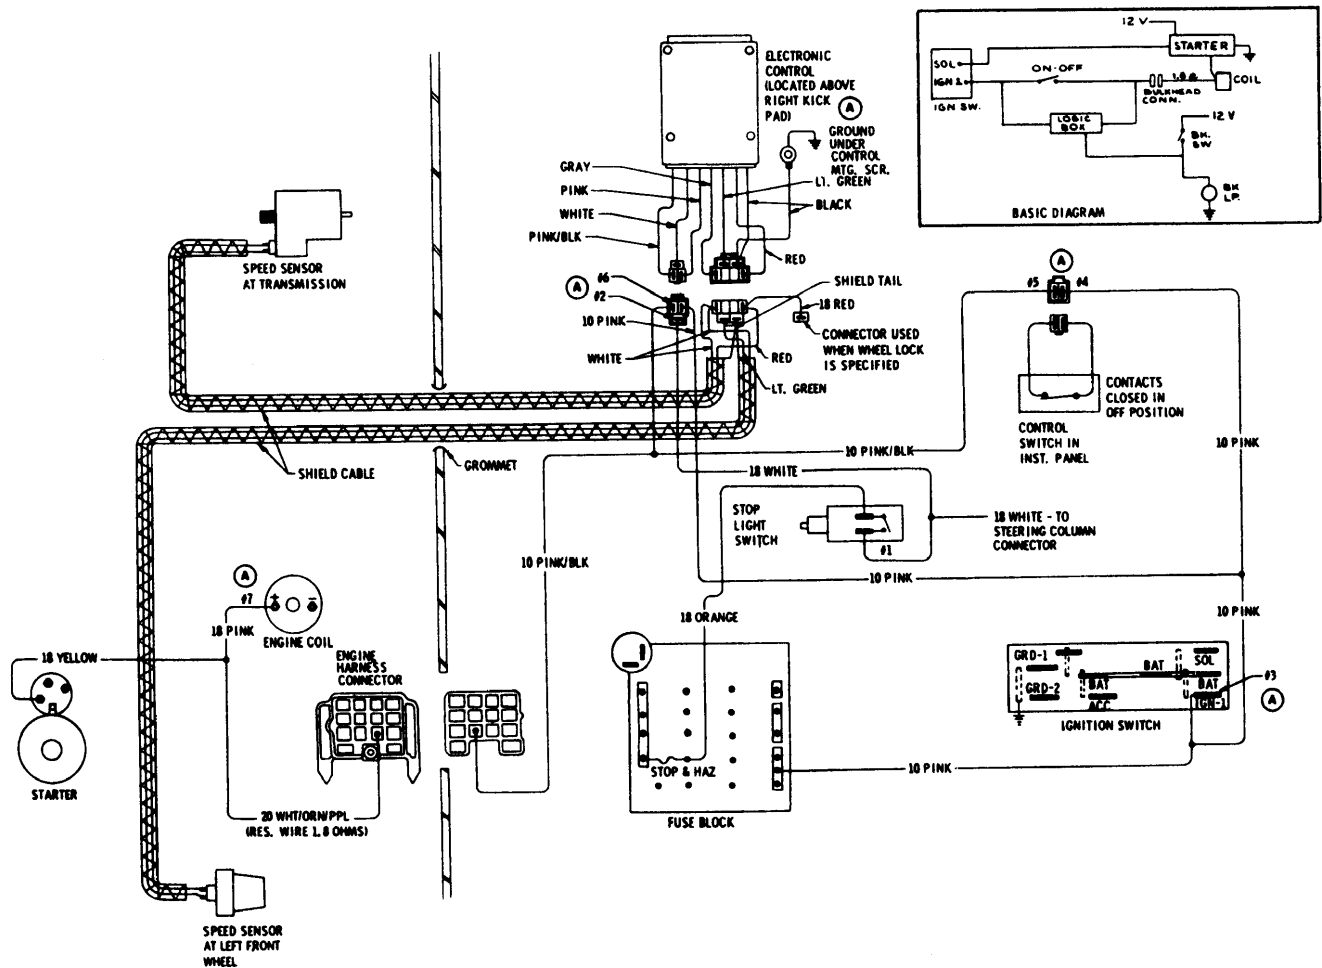 ELECTRONIC
CONTROL
(LOCATED ABOVE
RIGHT KICK
PAD)
A
GROUND
UNDER
CONTROL
MTG. SCR.
LT. GREEN
BLACK
GRAY
PINK
WHITE
PINK/BLK
RED
12 V
STARTER
SOL
IGN 1
IGN SW.
ON-OFF
1.8 Ω
COIL
BULKHEAD
CONN.
LOGIC
BOX
12 V
BK.
SW
BK
LP.
BASIC DIAGRAM
SPEED SENSOR
AT TRANSMISSION
A
#6
#2
10 PINK
WHITE
SHIELD TAIL
18 RED
CONNECTOR USED
WHEN WHEEL LOCK
IS SPECIFIED
RED
LT. GREEN
A
#5
#4
CONTACTS
CLOSED IN
OFF POSITION
CONTROL
SWITCH IN
INST. PANEL
10 PINK
10 PINK/BLK
SHIELD CABLE
GROMMET
18 WHITE
STOP
LIGHT
SWITCH
#1
18 WHITE - TO
STEERING COLUMN
CONNECTOR
10 PINK/BLK
10 PINK
A
#7
+
−
18 PINK
ENGINE COIL
18 ORANGE
10 PINK
18 YELLOW
ENGINE
HARNESS
CONNECTOR
GRD-1
GRD-2
BAT
BAT
ACC
SOL
BAT
IGN-1
#3
A
IGNITION SWITCH
STOP & HAZ
10 PINK
FUSE BLOCK
STARTER
20 WHT/ORN/PPL
(RES. WIRE 1.8 OHMS)
SPEED SENSOR
AT LEFT FRONT
WHEEL